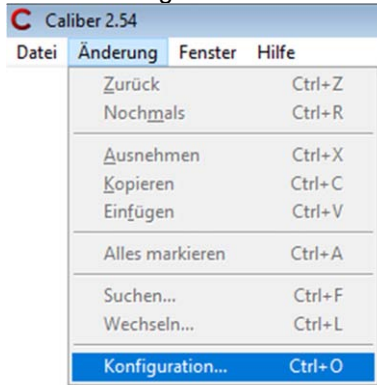 C Caliber 2.54
Datei Änderung Fenster Hilfe
Zurück Ctrl+Z
Nochmals Ctrl+R
Ausnehmen Ctrl+X
Kopieren Ctrl+C
Einfügen Ctrl+V
Alles markieren Ctrl+A
Suchen... Ctrl+F
Wechseln... Ctrl+L
Konfiguration... Ctrl+O